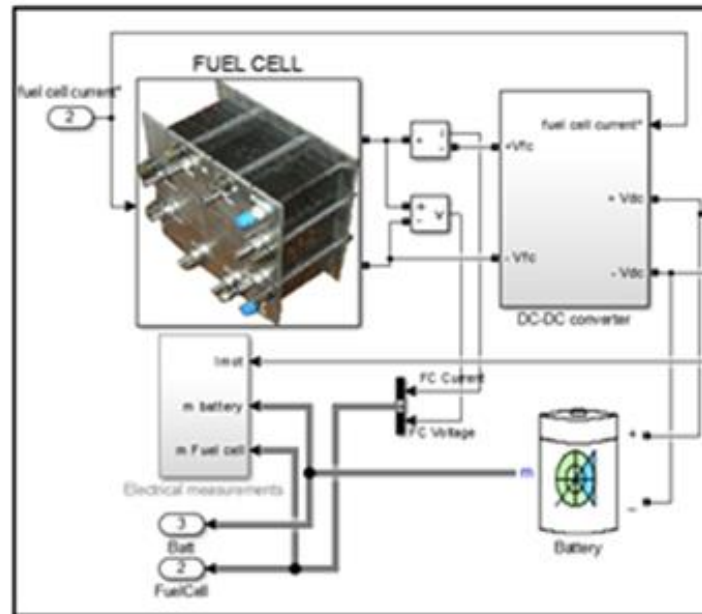 FUEL CELL
fuel cell current*
2
fuel cell current*
+
i
-
+Vfc
+ Vdc
+
-
v
- Vfc
- Vdc
DC-DC converter
Imot
FC Current
m battery
FC Voltage
m Fuel cell
Electrical measurements
m
+
–
3
Batt
Battery
2
FuelCell